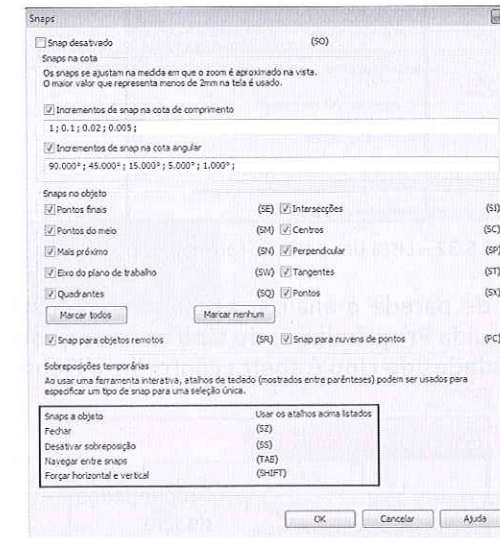 Snaps
Snap desativado (SO)
Snaps na cota
Os snaps se ajustam na medida em que o zoom é aproximado na vista.
O maior valor que representa menos de 2mm na tela é usado.
Incrementos de snap na cota de comprimento
1 ; 0.1 ; 0.02 ; 0.005 ;
Incrementos de snap na cota angular
90.000° ; 45.000° ; 15.000° ; 5.000° ; 1.000° ;
Snaps no objeto
Pontos finais (SE) Intersecções (SI)
Pontos do meio (SM) Centros (SC)
Mais próximo (SN) Perpendicular (SP)
Eixo do plano de trabalho (SW) Tangentes (ST)
Quadrantes (SQ) Pontos (SX)
Marcar todos Marcar nenhum
Snap para objetos remotos (SR) Snap para nuvens de pontos (PC)
Sobreposições temporárias
Ao usar uma ferramenta interativa, atalhos de teclado (mostrados entre parênteses) podem ser usados para
especificar um tipo de snap para uma seleção única.
Snaps a objeto Usar os atalhos acima listados
Fechar (SZ)
Desativar sobreposição (SS)
Navegar entre snaps (TAB)
Forçar horizontal e vertical (SHIFT)
OK Cancelar Ajuda